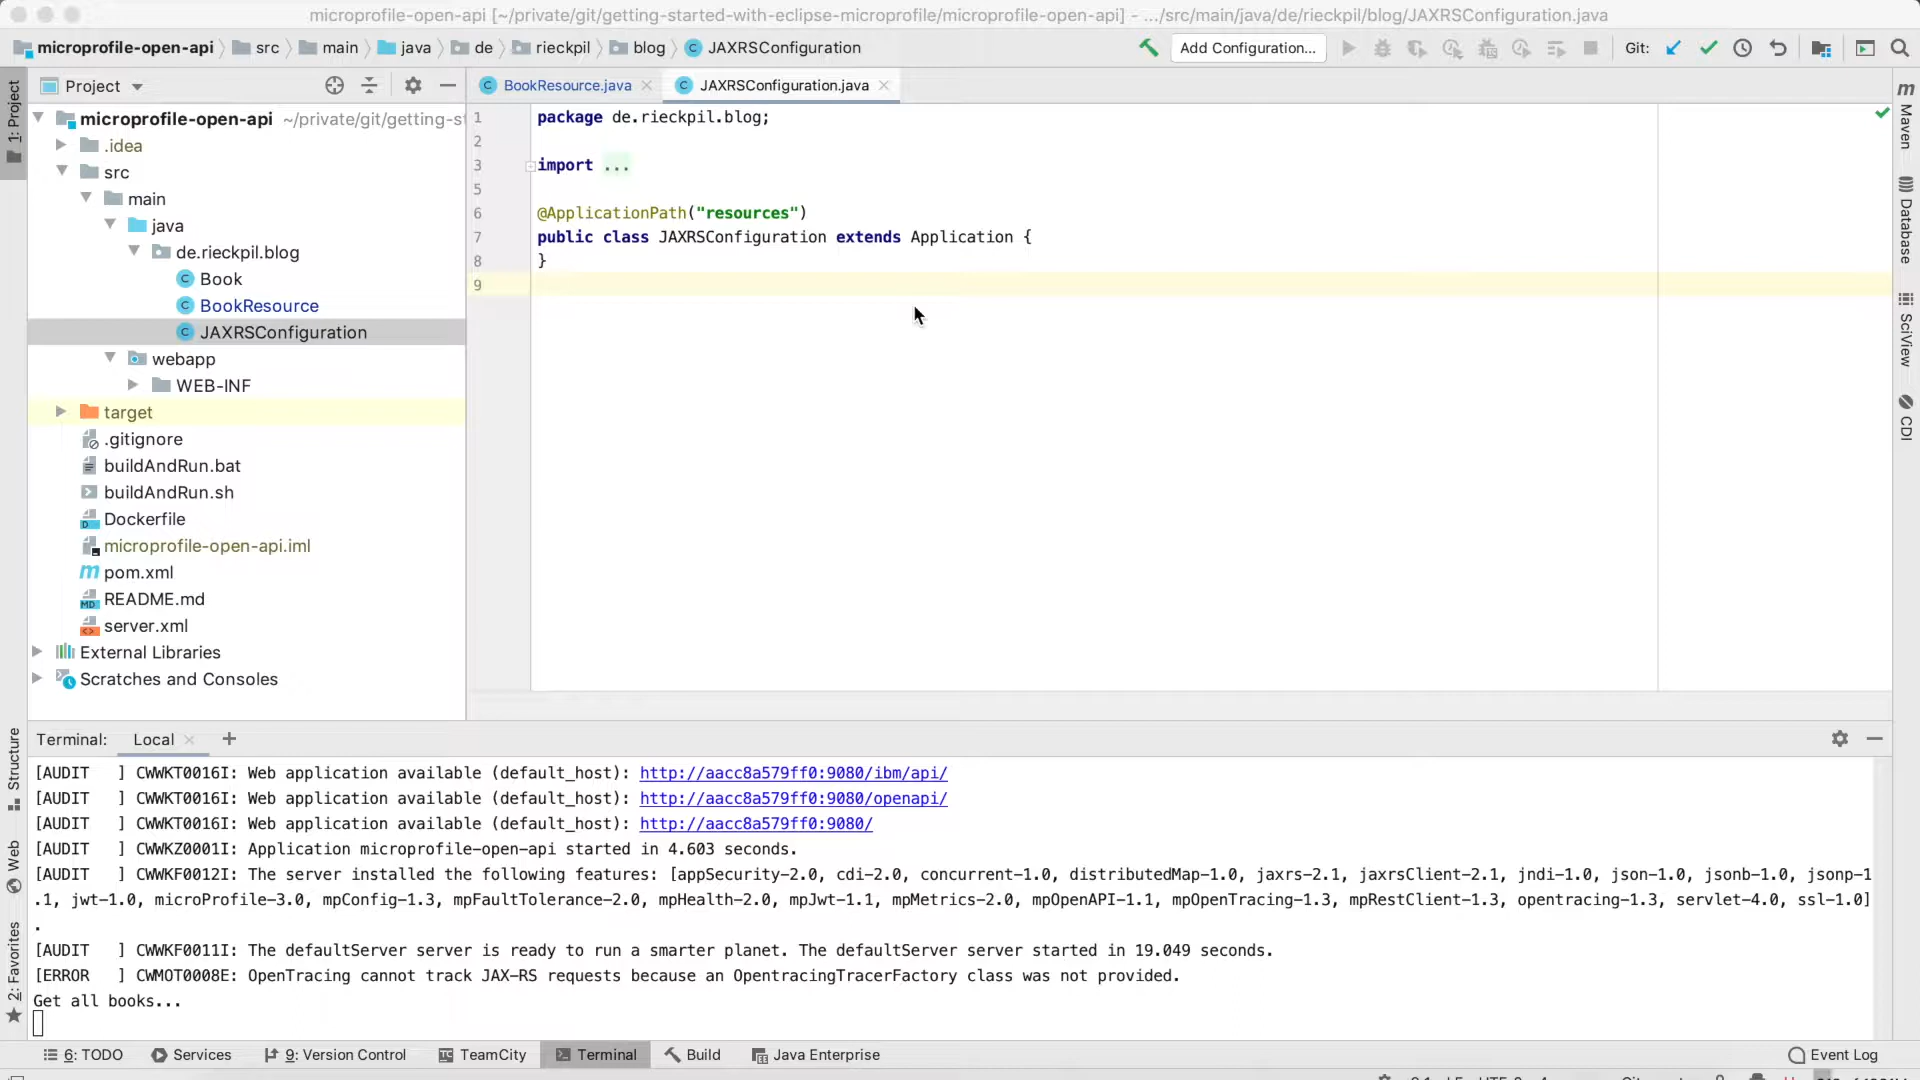 microprofile-open-api [~/private/git/getting-started-with-eclipse-microprofile/microprofile-open-api] - .../src/main/java/de/rieckpil/blog/JAXRSConfiguration.java
microprofile-open-api src main java de rieckpil blog JAXRSConfiguration Add Configuration... Git:
1: Project
Project
BookResource.java JAXRSConfiguration.java
microprofile-open-api ~/private/git/getting-s
.idea
src
main
java
de.rieckpil.blog
Book
BookResource
JAXRSConfiguration
webapp
WEB-INF
target
.gitignore
buildAndRun.bat
buildAndRun.sh
Dockerfile
microprofile-open-api.iml
pom.xml
README.md
server.xml
External Libraries
Scratches and Consoles
1 package de.rieckpil.blog;
2
3 import ...
5
6 @ApplicationPath("resources")
7 public class JAXRSConfiguration extends Application {
8 }
9
Maven
Database
SciView
CDI
Structure
Web
2: Favorites
Terminal: Local
[AUDIT   ] CWWKT0016I: Web application available (default_host): http://aacc8a579ff0:9080/ibm/api/
[AUDIT   ] CWWKT0016I: Web application available (default_host): http://aacc8a579ff0:9080/openapi/
[AUDIT   ] CWWKT0016I: Web application available (default_host): http://aacc8a579ff0:9080/
[AUDIT   ] CWWKZ0001I: Application microprofile-open-api started in 4.603 seconds.
[AUDIT   ] CWWKF0012I: The server installed the following features: [appSecurity-2.0, cdi-2.0, concurrent-1.0, distributedMap-1.0, jaxrs-2.1, jaxrsClient-2.1, jndi-1.0, json-1.0, jsonb-1.0, jsonp-1
.1, jwt-1.0, microProfile-3.0, mpConfig-1.3, mpFaultTolerance-2.0, mpHealth-2.0, mpJwt-1.1, mpMetrics-2.0, mpOpenAPI-1.1, mpOpenTracing-1.3, mpRestClient-1.3, opentracing-1.3, servlet-4.0, ssl-1.0]
.
[AUDIT   ] CWWKF0011I: The defaultServer server is ready to run a smarter planet. The defaultServer server started in 19.049 seconds.
[ERROR   ] CWMOT0008E: OpenTracing cannot track JAX-RS requests because an OpentracingTracerFactory class was not provided.
Get all books...
6: TODO Services 9: Version Control TeamCity Terminal Build Java Enterprise Event Log